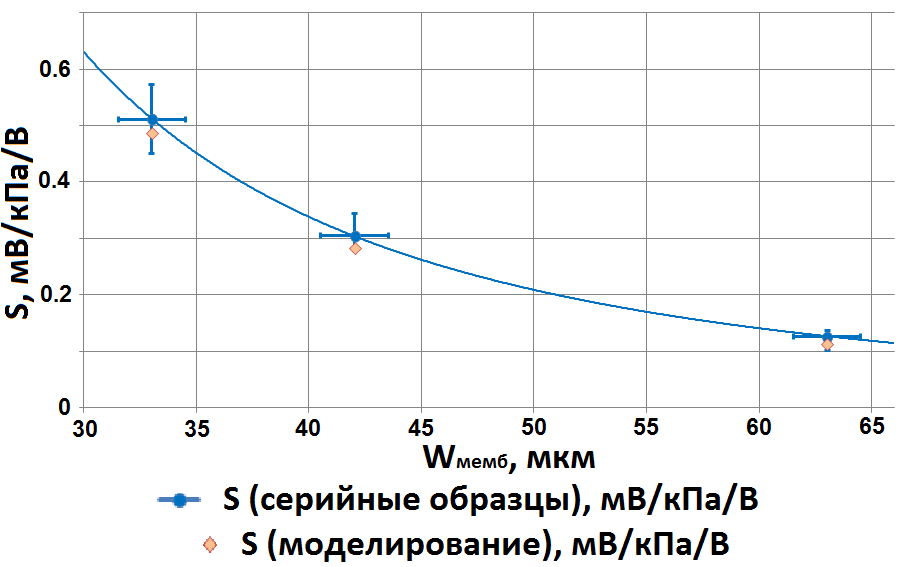 S, мВ/кПа/В
0.6
0.4
0.2
0
30 35 40 45 50 55 60 65
Wмемб, мкм
S (серийные образцы), мВ/кПа/В
S (моделирование), мВ/кПа/В